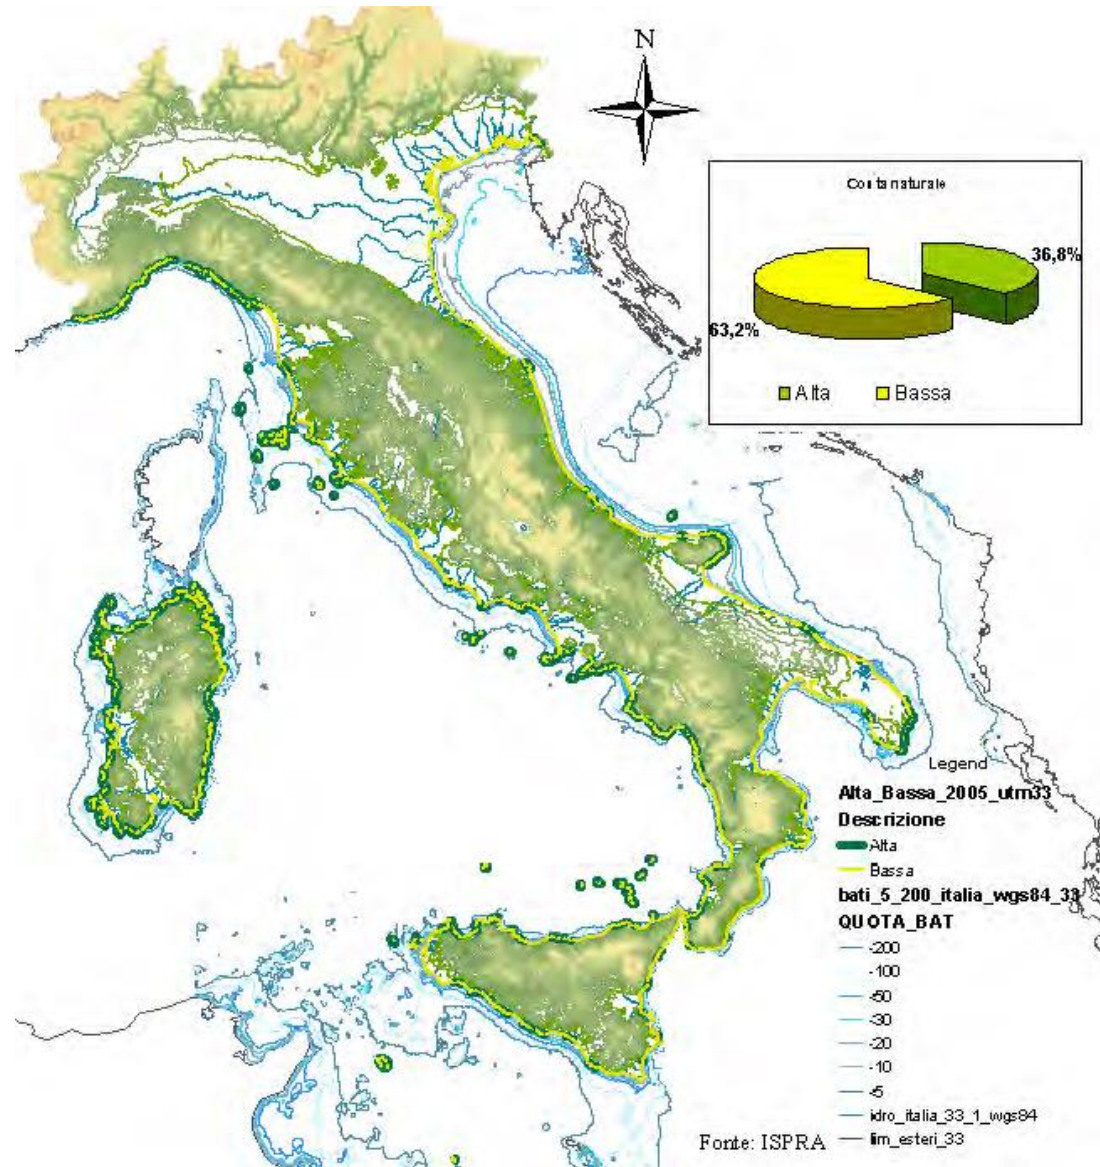 N
Costa naturale
36,8%
63,2%
Alta
Bassa
Legend
Alta_Bassa_2005_utm33
Descrizione
Alta
Bassa
bati_5_200_italia_wgs84_33
QUOTA_BAT
-200
-100
-50
-30
-20
-10
-5
idro_italia_33_1_wgs84
lim_esteri_33
Fonte: ISPRA